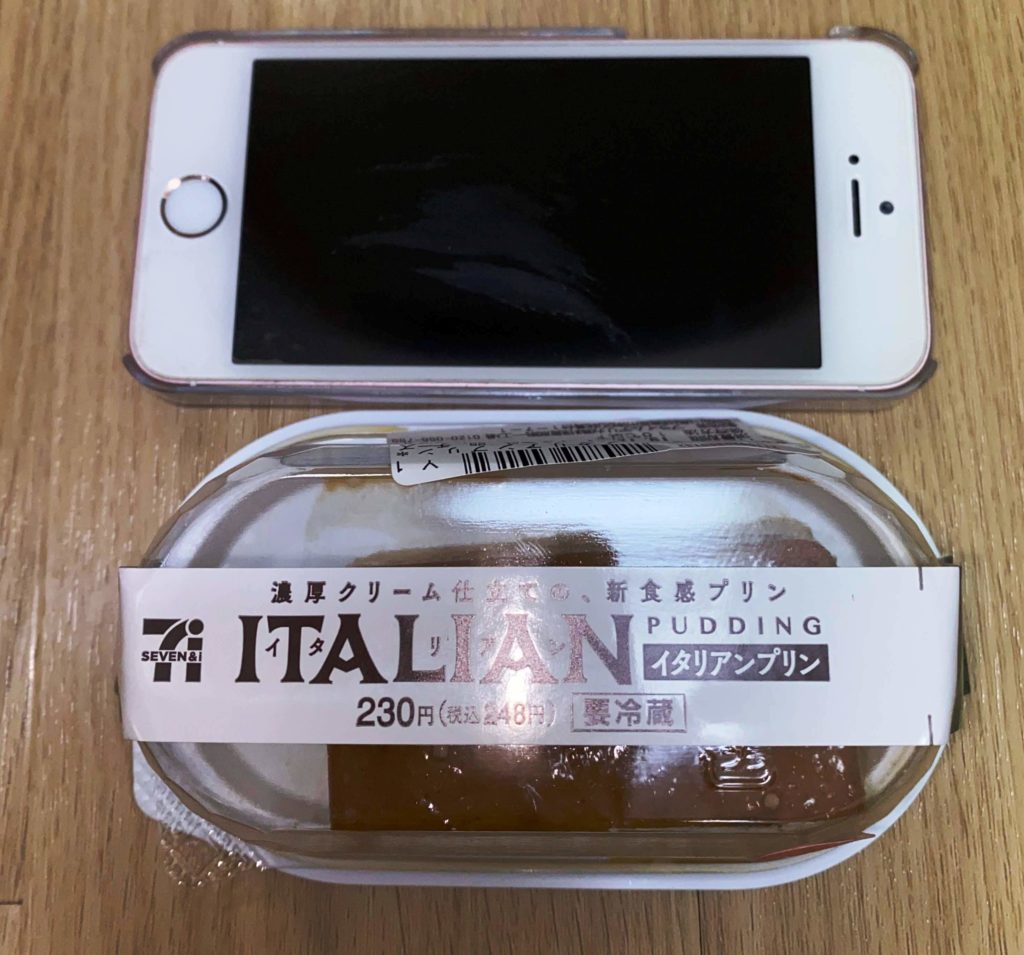 濃厚クリーム仕立ての、新食感プリン
SEVEN&i
ITALIAN
イタリアン
PUDDING
イタリアンプリン
230円(税込248円)
要冷蔵